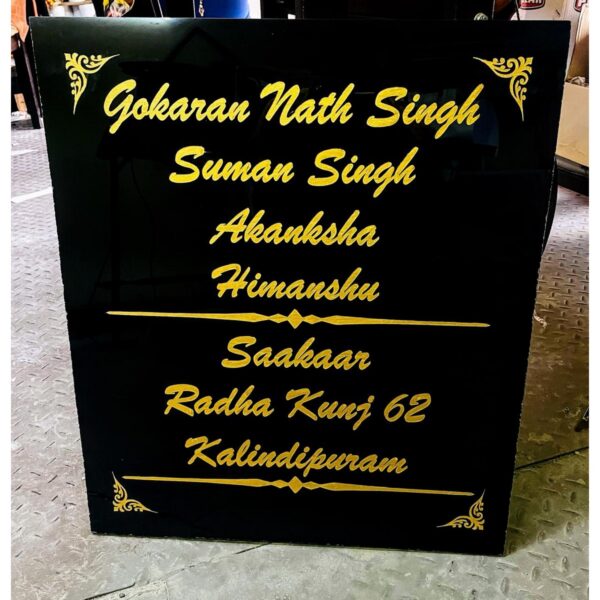 Gokaran Nath Singh
Suman Singh
Akanksha
Himanshu
Saakaar
Radha Kunj 62
Kalindipuram